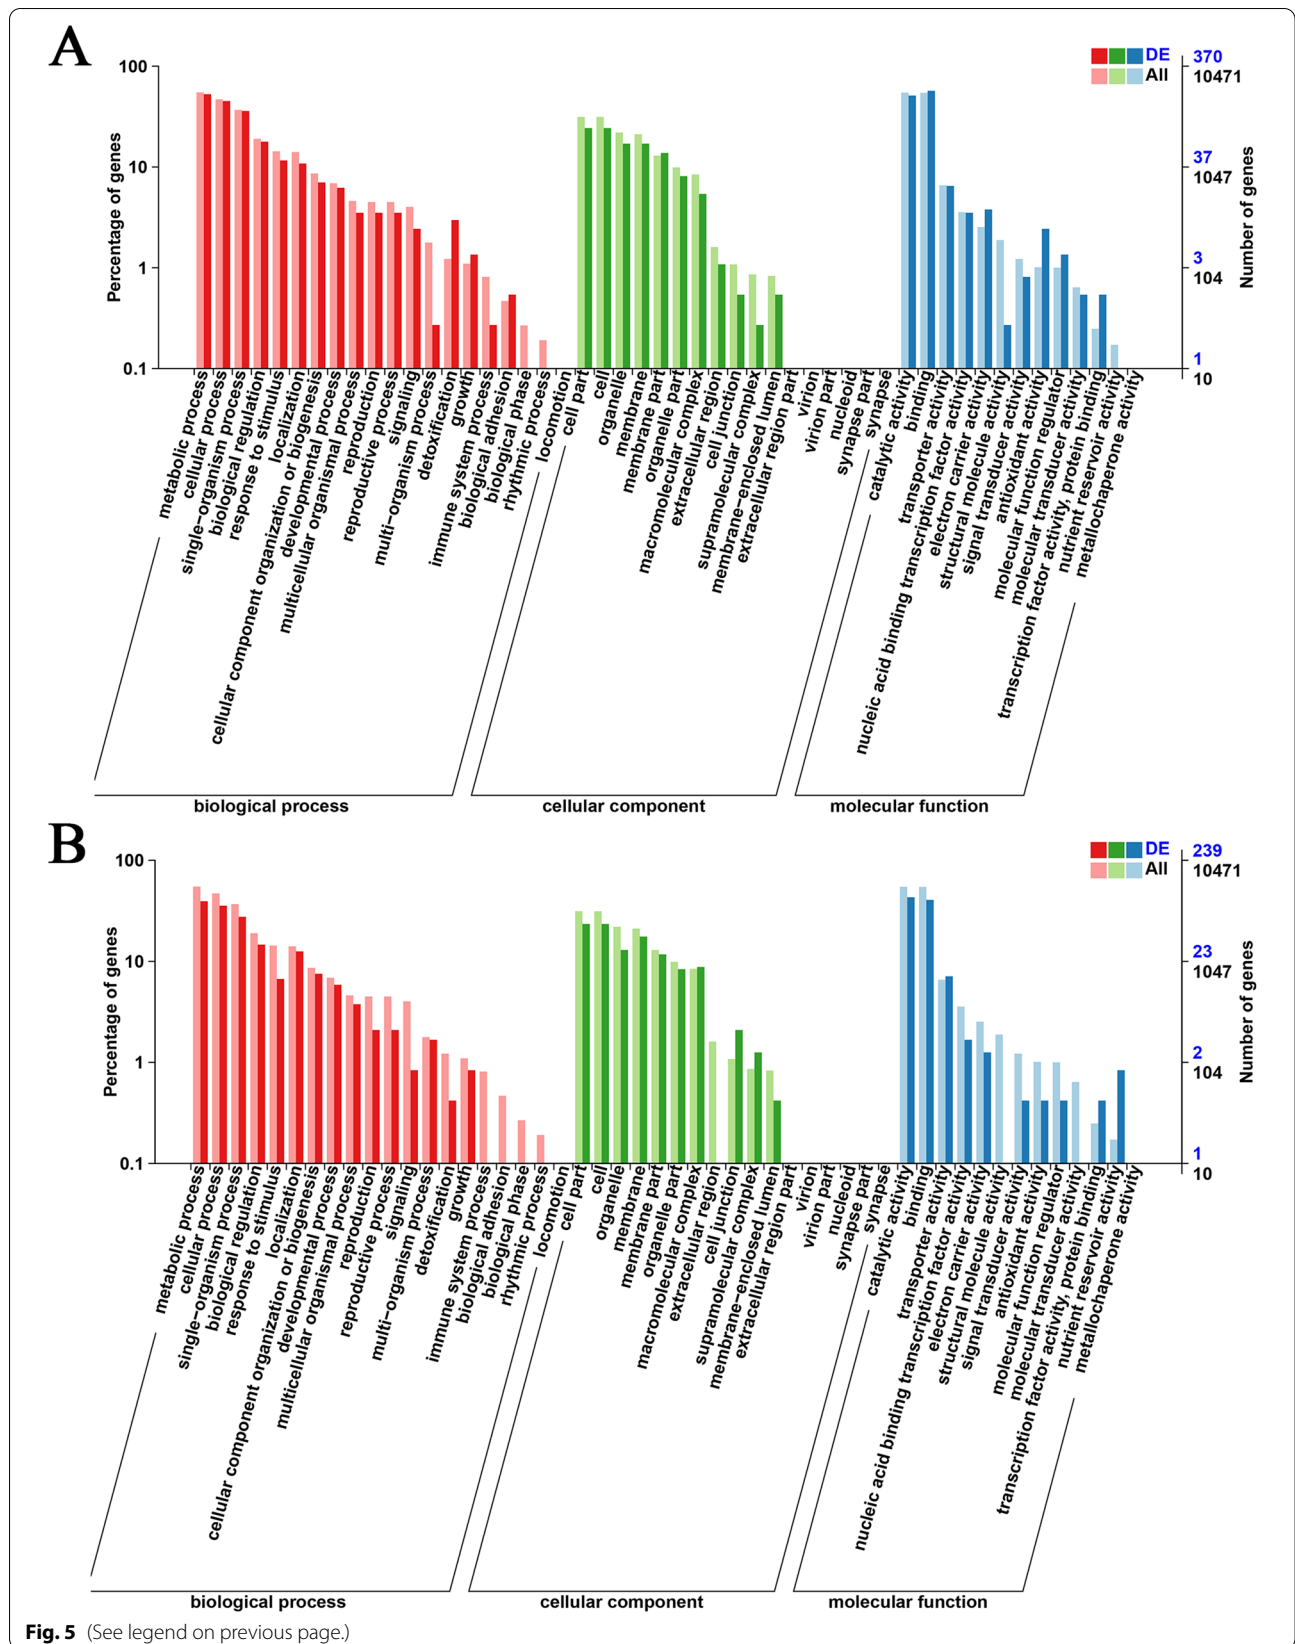 A
DE 370
All 10471
100
10
1
0.1
Percentage of genes
37
1047
3
104
1
10
Number of genes
metabolic process
cellular process
single−organism process
biological regulation
response to stimulus
localization
cellular component organization or biogenesis
developmental process
multicellular organismal process
reproduction
reproductive process
signaling
multi−organism process
detoxification
growth
immune system process
biological adhesion
biological phase
rhythmic process
locomotion
cell part
cell
organelle
membrane
membrane part
organelle part
macromolecular complex
extracellular region
cell junction
supramolecular complex
membrane−enclosed lumen
extracellular region part
virion
virion part
nucleoid
synapse part
synapse
catalytic activity
binding
transporter activity
nucleic acid binding transcription factor activity
electron carrier activity
structural molecule activity
signal transducer activity
antioxidant activity
molecular function regulator
molecular transducer activity
transcription factor activity, protein binding
nutrient reservoir activity
metallochaperone activity
biological process
cellular component
molecular function
B
DE 239
All 10471
100
10
1
0.1
Percentage of genes
23
1047
2
104
1
10
Number of genes
metabolic process
cellular process
single−organism process
biological regulation
response to stimulus
localization
cellular component organization or biogenesis
developmental process
multicellular organismal process
reproduction
reproductive process
signaling
multi−organism process
detoxification
growth
immune system process
biological adhesion
biological phase
rhythmic process
locomotion
cell part
cell
organelle
membrane
membrane part
organelle part
macromolecular complex
extracellular region
cell junction
supramolecular complex
membrane−enclosed lumen
extracellular region part
virion
virion part
nucleoid
synapse part
synapse
catalytic activity
binding
transporter activity
nucleic acid binding transcription factor activity
electron carrier activity
structural molecule activity
signal transducer activity
antioxidant activity
molecular function regulator
molecular transducer activity
transcription factor activity, protein binding
nutrient reservoir activity
metallochaperone activity
biological process
cellular component
molecular function
Fig. 5 (See legend on previous page.)